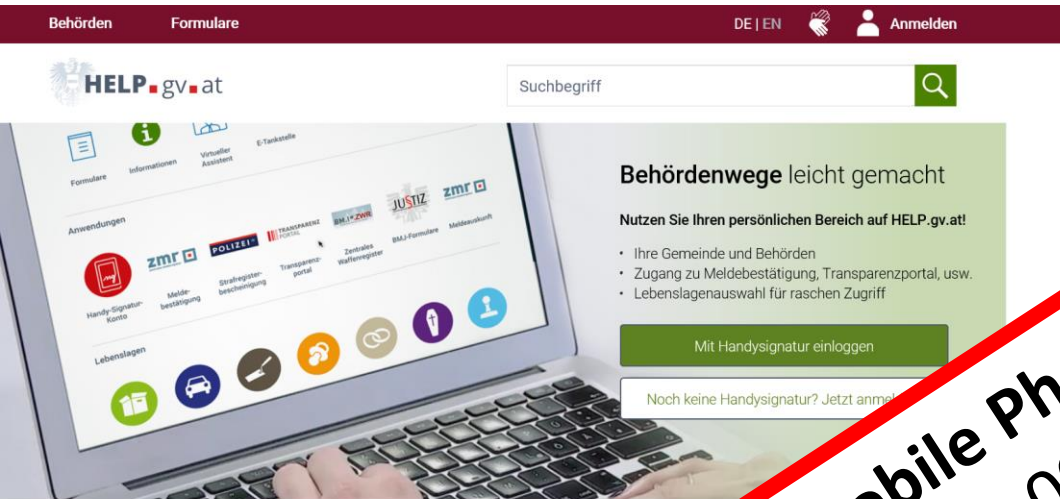 Behörden Formulare DE | EN Anmelden
HELP.gv.at Suchbegriff
Formulare
Informationen
Virtueller
Assistent
E-Tankstelle
Anwendungen
Handy-Signatur-
Konto
zmr
Melde-
bestätigung
POLIZEI
Strafregister-
bescheinigung
TRANSPARENZ
PORTAL
Transparenz-
portal
BM.I ZWR
Zentrales
Waffenregister
JUSTIZ
BMJ-Formulare
zmr
Meldeauskunft
Lebenslagen
Behördenwege leicht gemacht
Nutzen Sie Ihren persönlichen Bereich auf HELP.gv.at!
• Ihre Gemeinde und Behörden
• Zugang zu Meldebestätigung, Transparenzportal, usw.
• Lebenslagenauswahl für raschen Zugriff
Mit Handysignatur einloggen
Noch keine Handysignatur? Jetzt